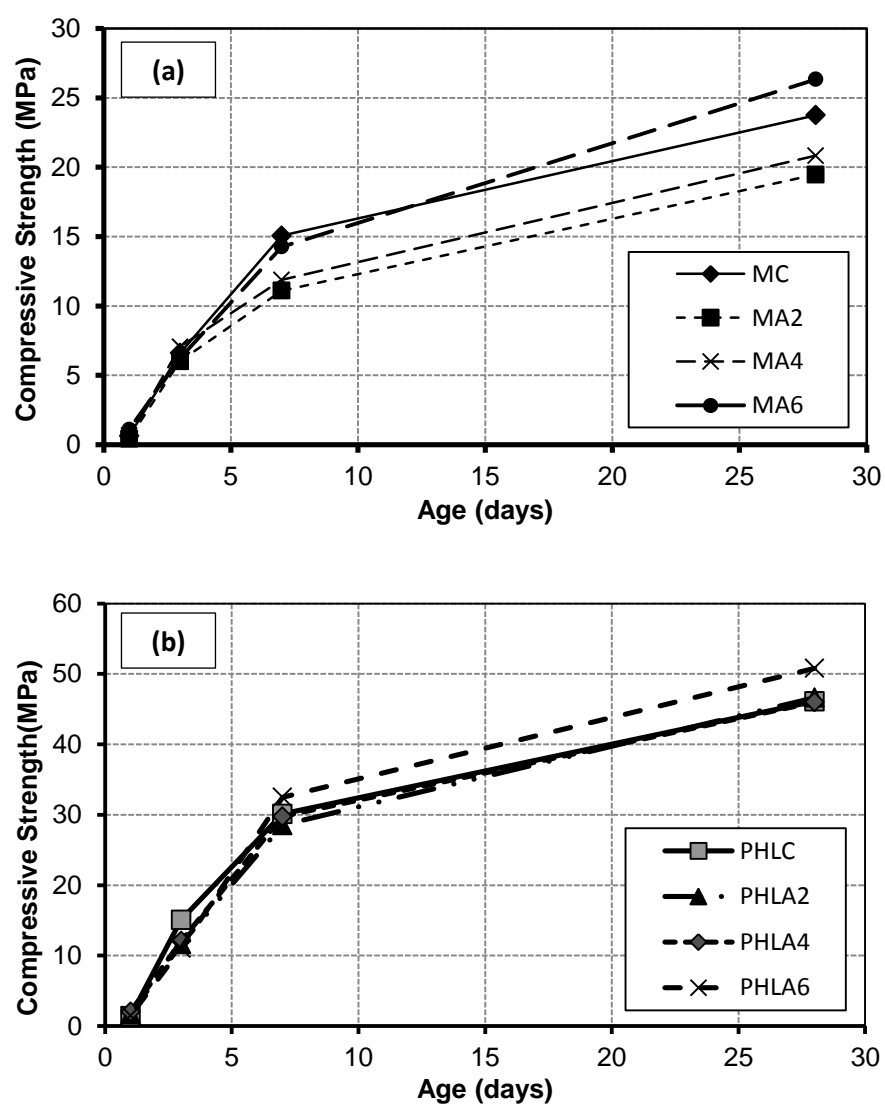 (a)
Compressive Strength (MPa)
30
25
20
15
10
5
0
MC
MA2
MA4
MA6
0 5 10 15 20 25 30
Age (days)
(b)
Compressive Strength(MPa)
60
50
40
30
20
10
0
PHLC
PHLA2
PHLA4
PHLA6
0 5 10 15 20 25 30
Age (days)